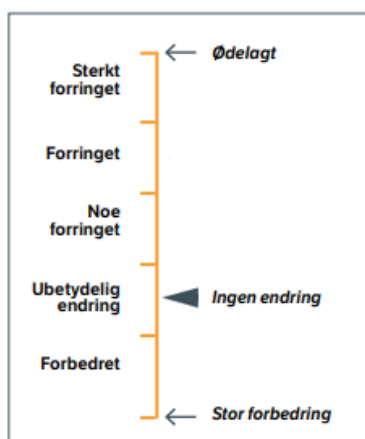 Ødelagt
Sterkt
forringet
Forringet
Noe
forringet
Ubetydelig
endring
Ingen endring
Forbedret
Stor forbedring